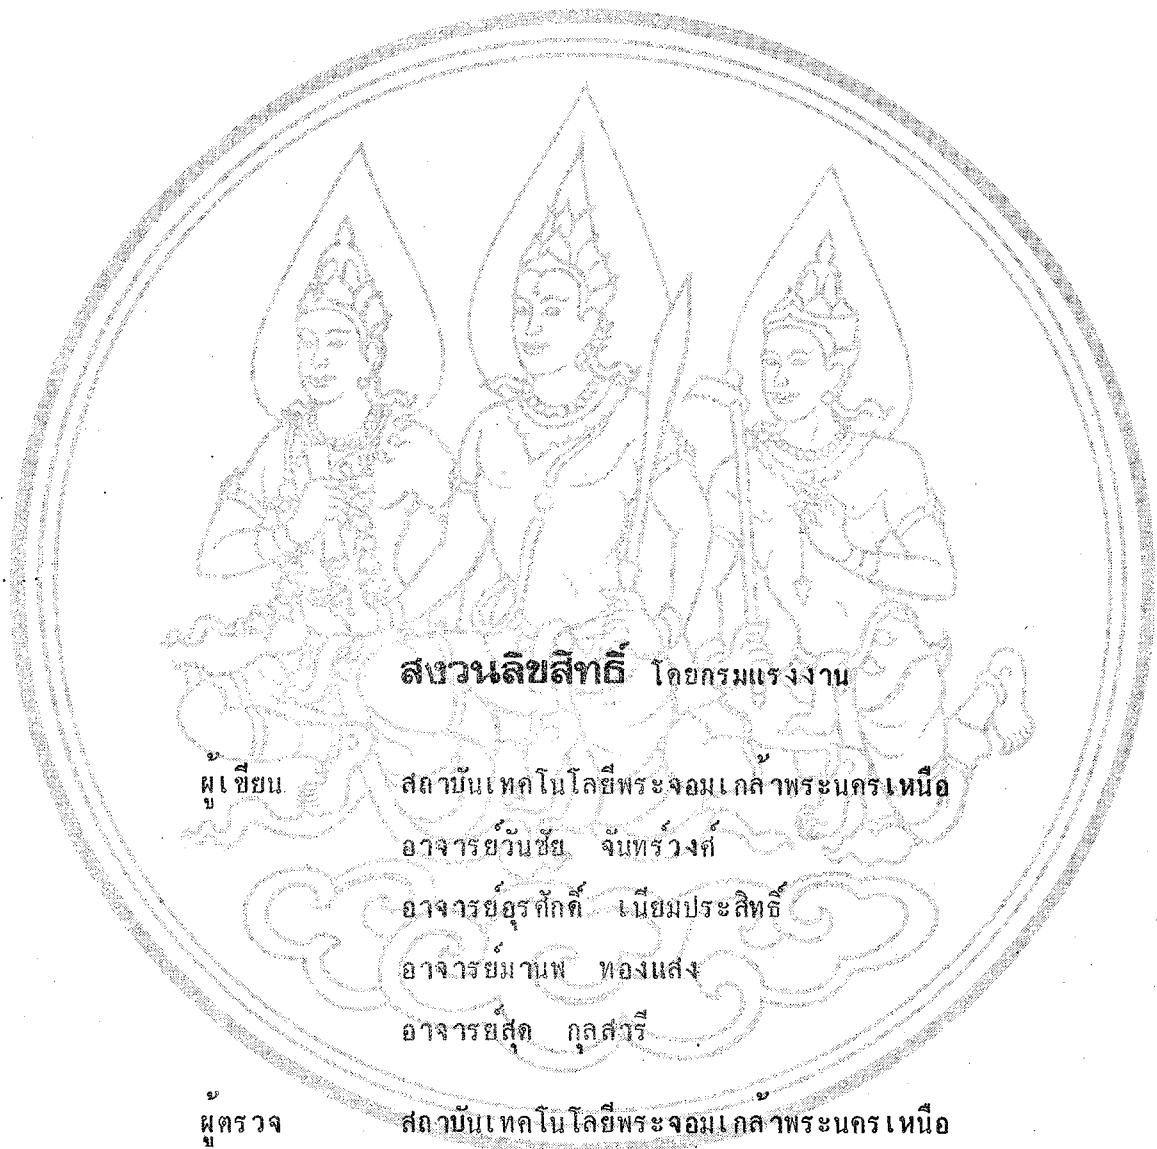 สงวนลิขสิทธิ์ โดยกรมแรงงาน
ผู้เขียน สถาบันเทคโนโลยีพระจอมเกล้าพระนครเหนือ
อาจารย์วันชัย จันทร์วงศ์
อาจารย์อุรศักดิ์ เนียมประสิทธิ์
อาจารย์มานพ ทองแสง
อาจารย์สุด กุลสารี
ผู้ตรวจ สถาบันเทคโนโลยีพระจอมเกล้าพระนครเหนือ